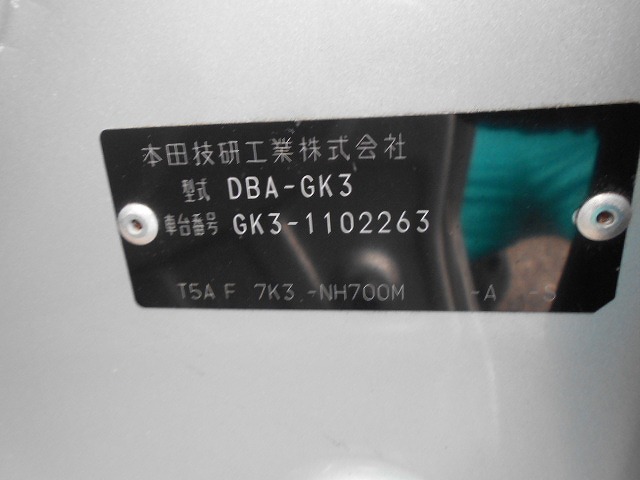 本田技研工業株式会社
型式 DBA-GK3
車台番号 GK3-1102263
T5A F 7K3 -NH700M -A -S